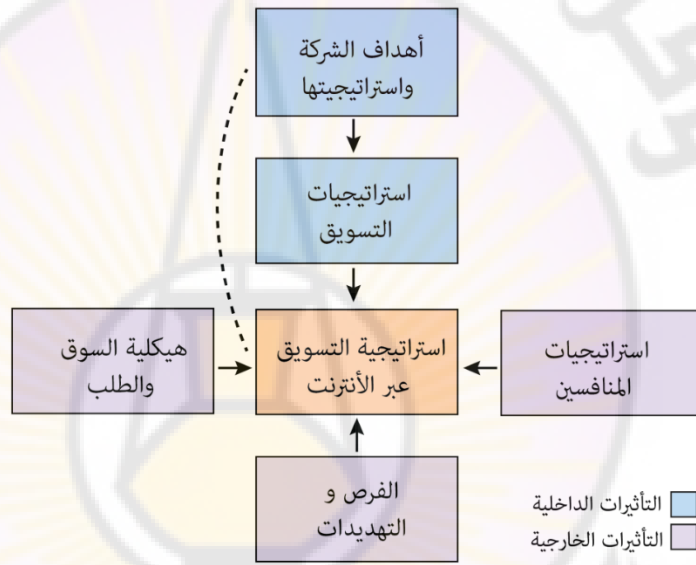 أهداف الشركة
واستراتيجيتها
استراتيجيات
التسويق
هيكلية السوق
والطلب
استراتيجية التسويق
عبر الأنترنت
استراتيجيات
المنافسين
الفرص و
التهديدات
التأثيرات الداخلية
التأثيرات الخارجية